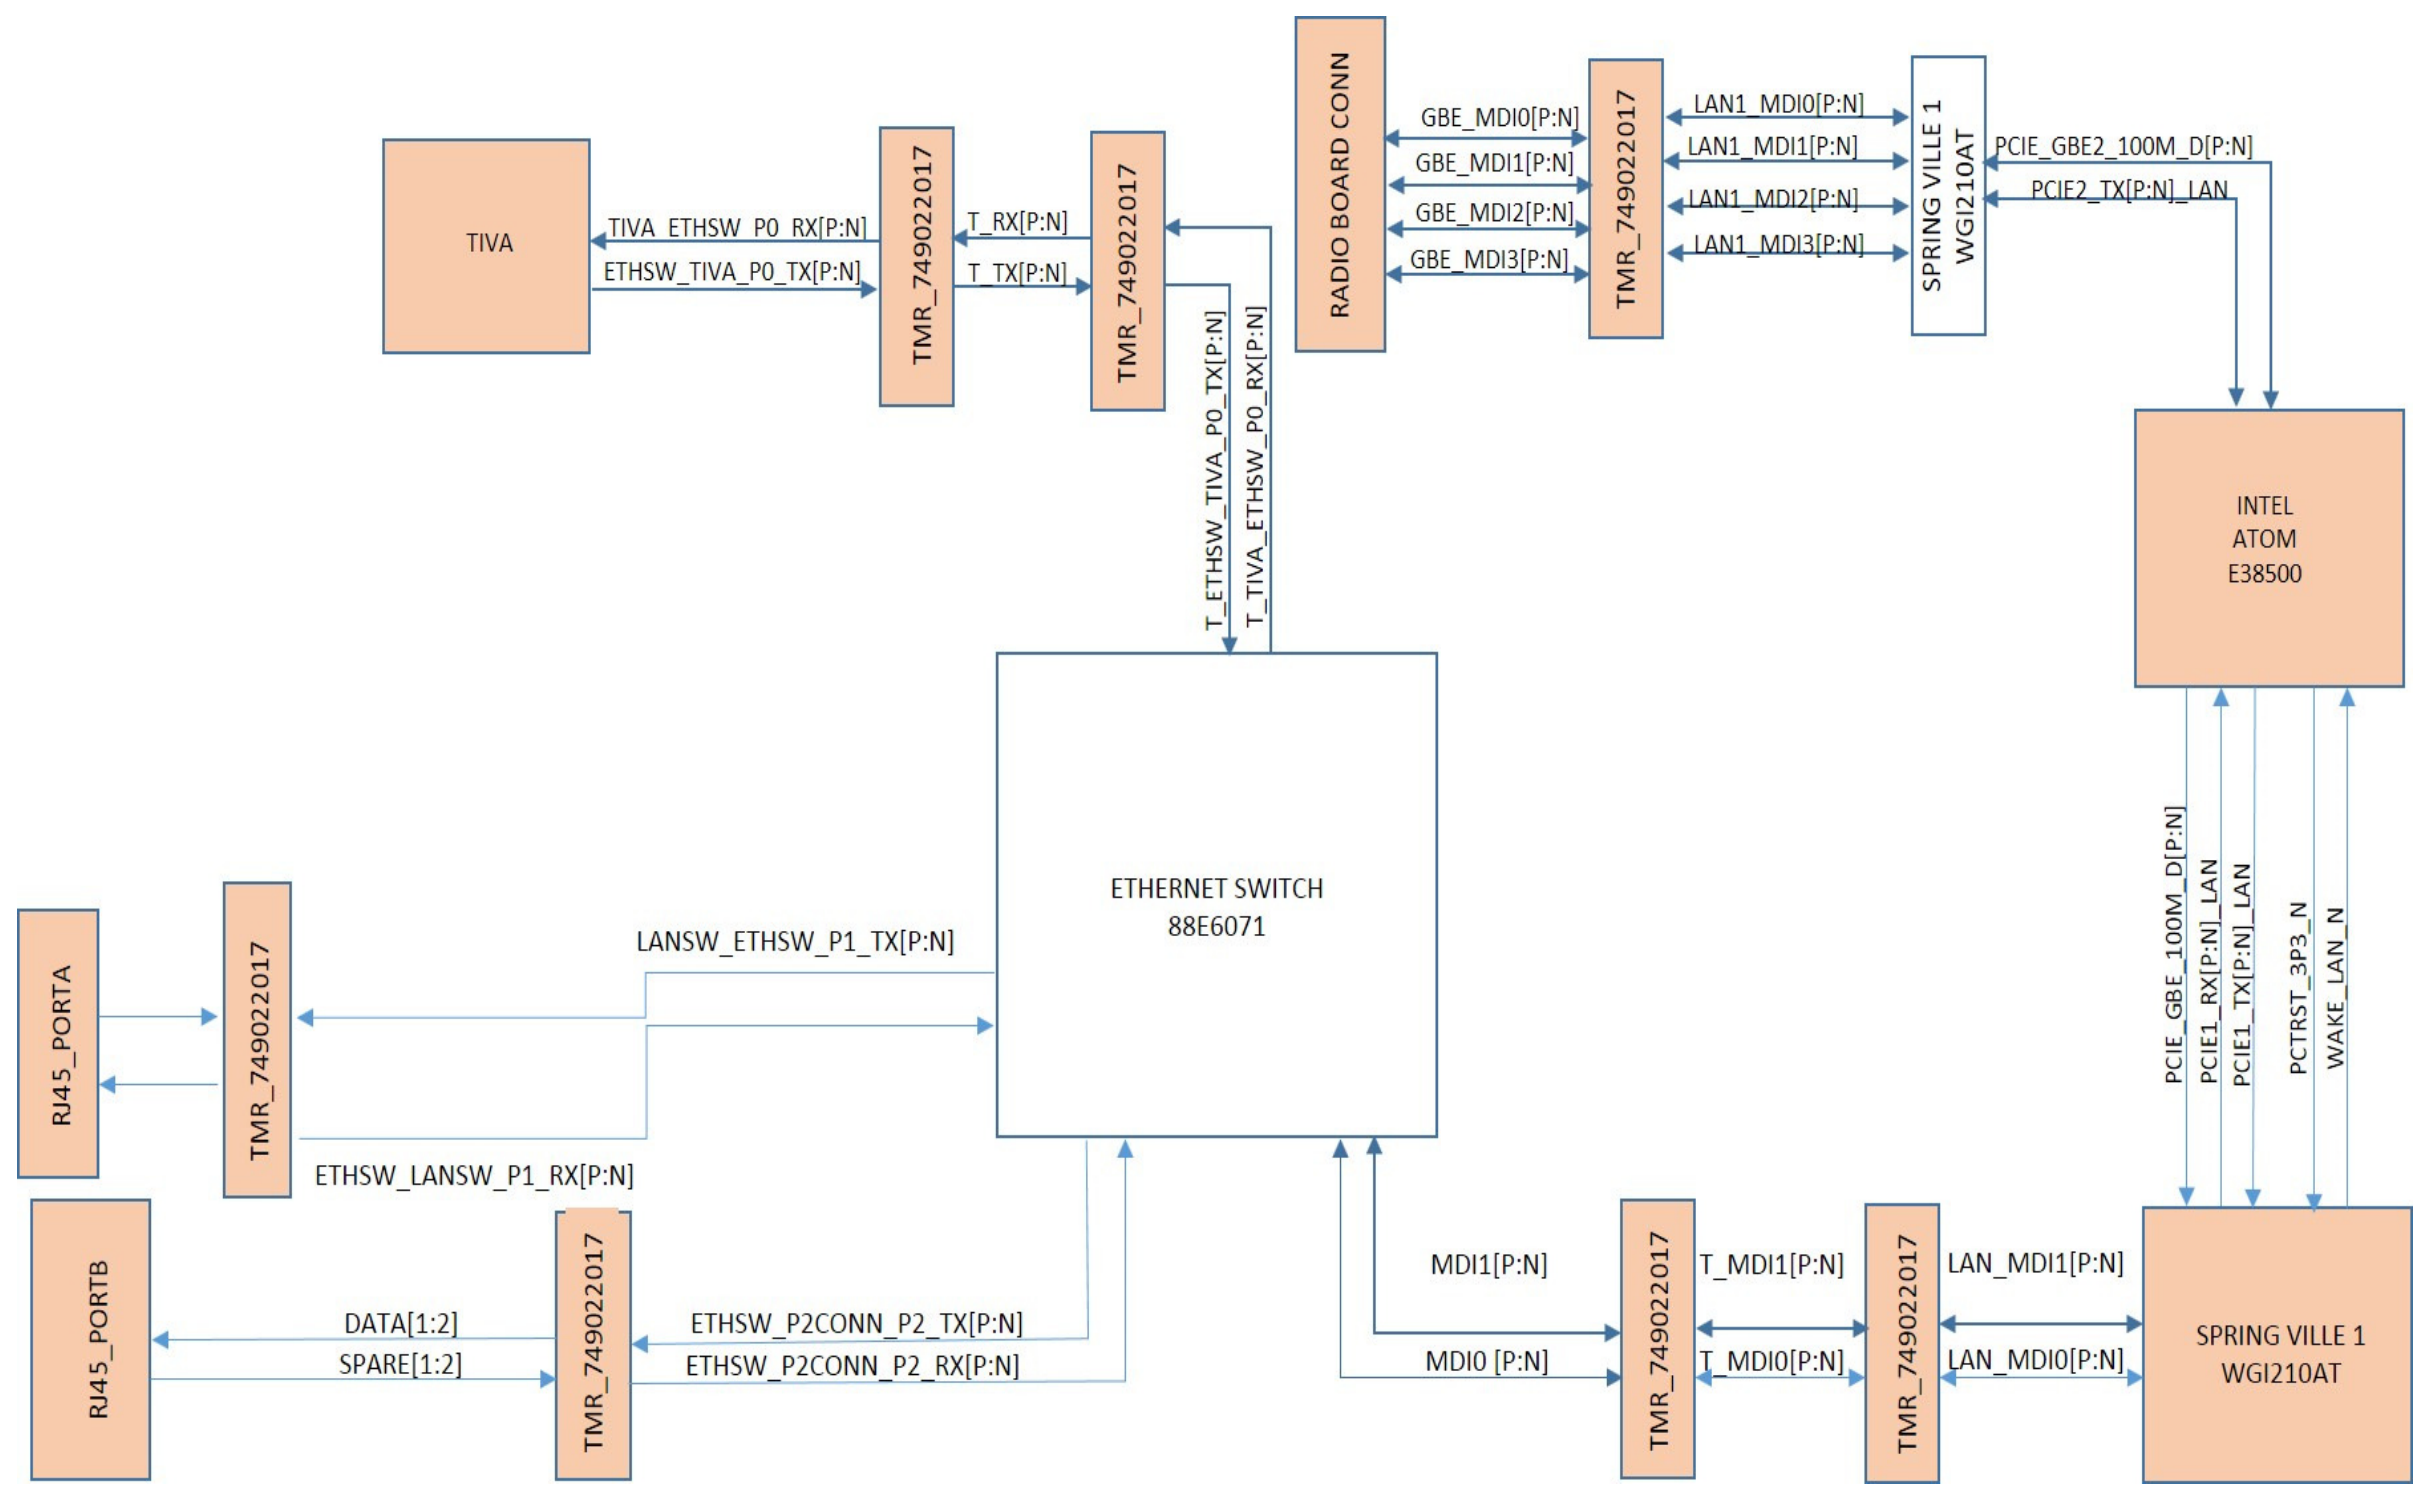 TIVA
TIVA_ETHSW_P0_RX[P:N]
ETHSW_TIVA_P0_TX[P:N]
TMR_749022017
T_RX[P:N]
T_TX[P:N]
TMR_749022017
T_ETHSW_TIVA_P0_TX[P:N]
T_TIVA_ETHSW_P0_RX[P:N]
RADIO BOARD CONN
GBE_MDI0[P:N]
GBE_MDI1[P:N]
GBE_MDI2[P:N]
GBE_MDI3[P:N]
TMR_749022017
LAN1_MDI0[P:N]
LAN1_MDI1[P:N]
LAN1_MDI2[P:N]
LAN1_MDI3[P:N]
SPRING VILLE 1
WGI210AT
PCIE_GBE2_100M_D[P:N]
PCIE2_TX[P:N]_LAN
INTEL
ATOM
E38500
PCIE_GBE_100M_D[P:N]
PCIE1_RX[P:N]_LAN
PCIE1_TX[P:N]_LAN
PCTRST_3P3_N
WAKE_LAN_N
ETHERNET SWITCH
88E6071
RJ45_PORTA
TMR_749022017
LANSW_ETHSW_P1_TX[P:N]
ETHSW_LANSW_P1_RX[P:N]
RJ45_PORTB
DATA[1:2]
SPARE[1:2]
TMR_749022017
ETHSW_P2CONN_P2_TX[P:N]
ETHSW_P2CONN_P2_RX[P:N]
MDI1[P:N]
MDI0 [P:N]
TMR_749022017
T_MDI1[P:N]
T_MDI0[P:N]
TMR_749022017
LAN_MDI1[P:N]
LAN_MDI0[P:N]
SPRING VILLE 1
WGI210AT